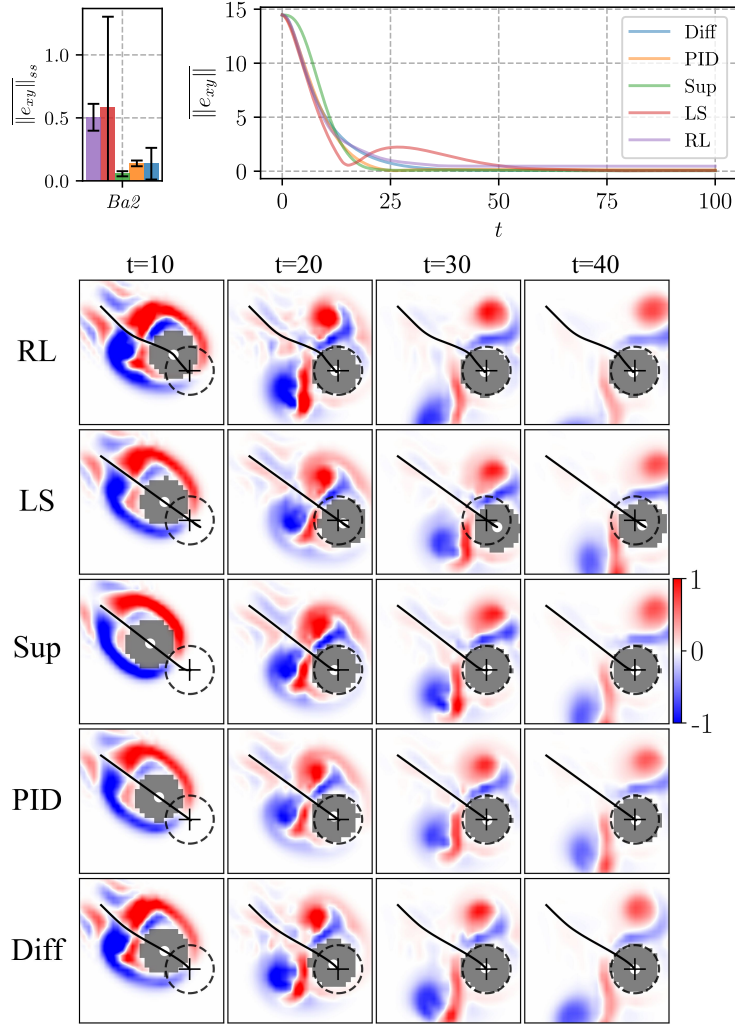 ‖e_xy‖_ss
1.0
0.5
0.0
Ba2
‖e_xy‖
15
10
5
0
0
25
50
75
100
t
Diff
PID
Sup
LS
RL
t=10
t=20
t=30
t=40
RL
LS
Sup
1
0
-1
PID
Diff